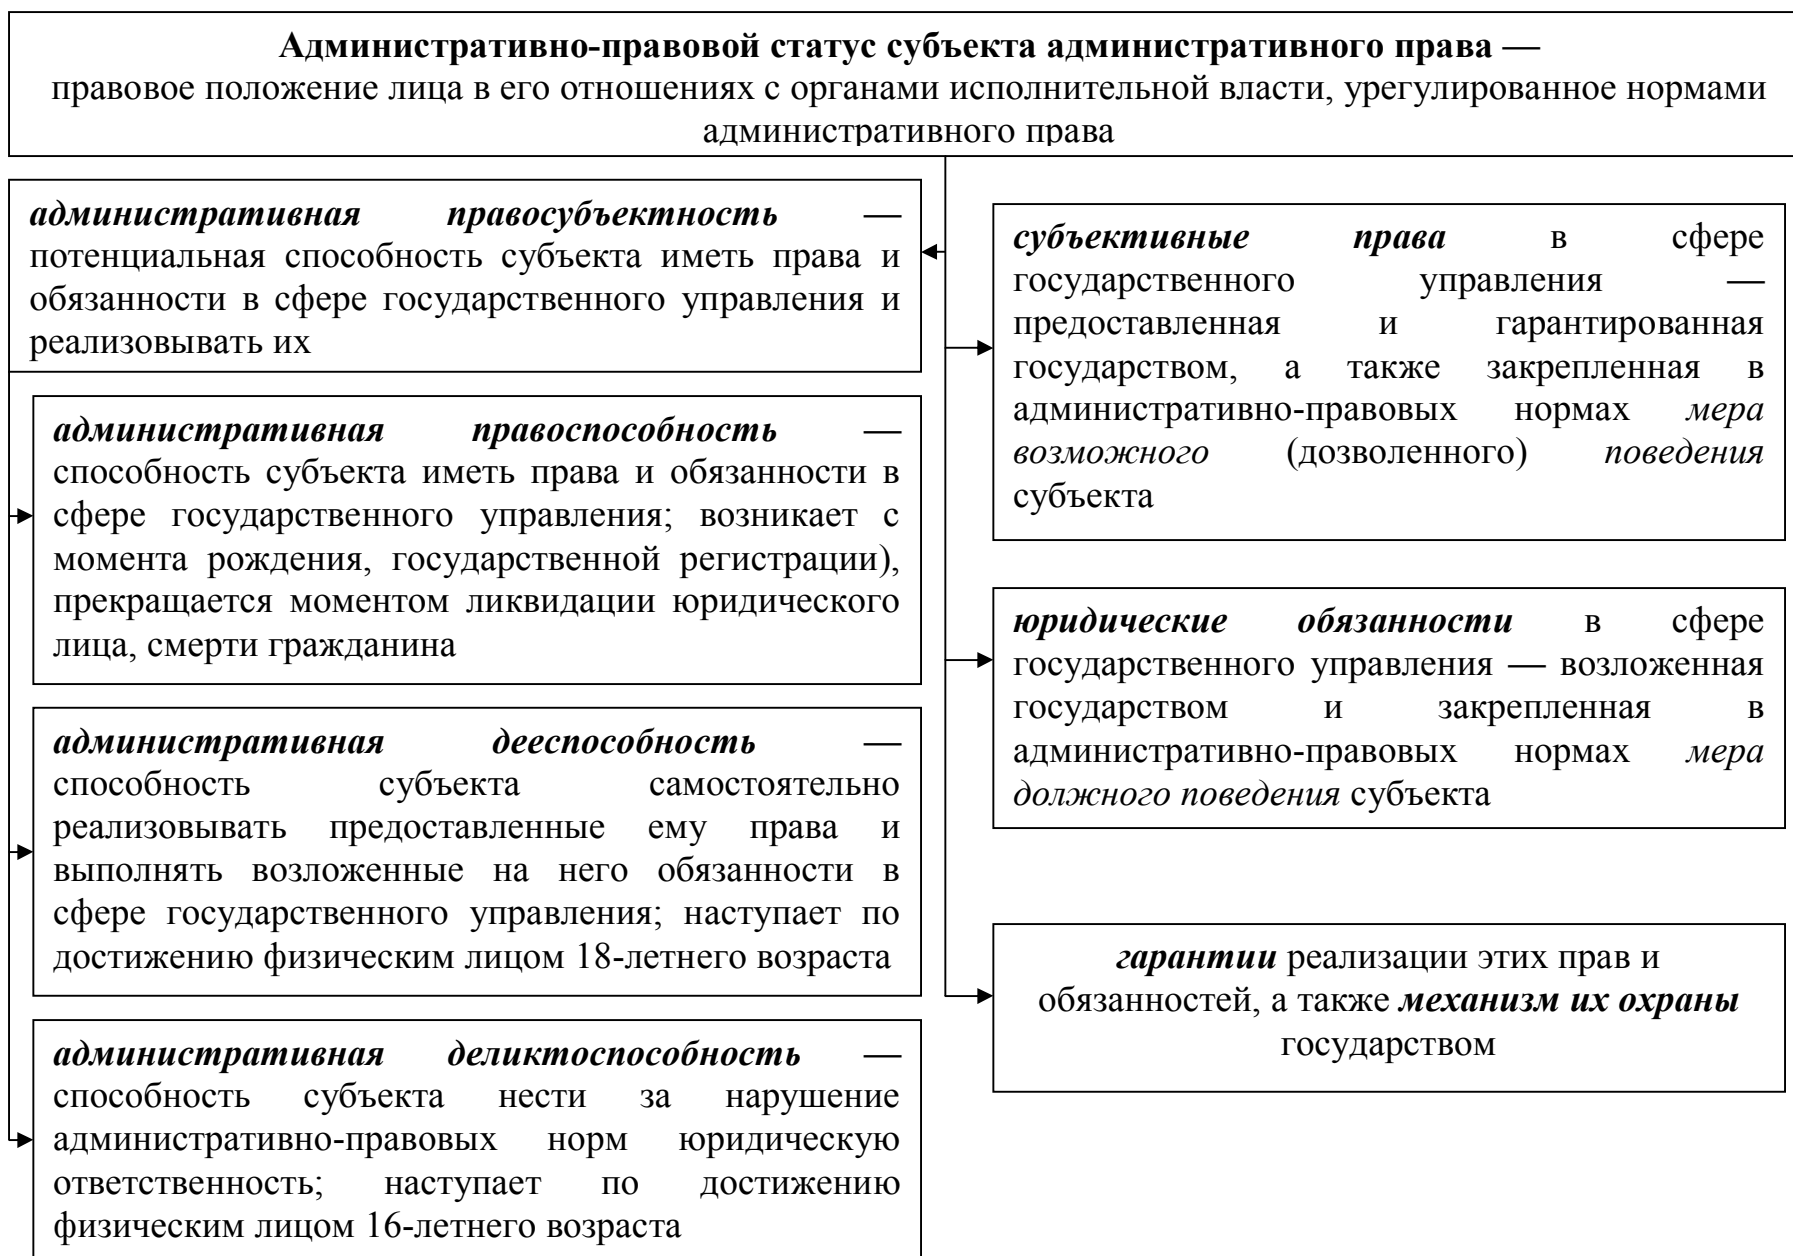 Административно-правовой статус субъекта административного права —
правовое положение лица в его отношениях с органами исполнительной власти, урегулированное нормами
административного права
административная правосубъектность —
потенциальная способность субъекта иметь права и
обязанности в сфере государственного управления и
реализовывать их
административная правоспособность —
способность субъекта иметь права и обязанности в
сфере государственного управления; возникает с
момента рождения, государственной регистрации),
прекращается моментом ликвидации юридического
лица, смерти гражданина
административная дееспособность —
способность субъекта самостоятельно
реализовывать предоставленные ему права и
выполнять возложенные на него обязанности в
сфере государственного управления; наступает по
достижению физическим лицом 18-летнего возраста
административная деликтоспособность —
способность субъекта нести за нарушение
административно-правовых норм юридическую
ответственность; наступает по достижению
физическим лицом 16-летнего возраста
субъективные права в сфере
государственного управления —
предоставленная и гарантированная
государством, а также закрепленная в
административно-правовых нормах мера
возможного (дозволенного) поведения
субъекта
юридические обязанности в сфере
государственного управления — возложенная
государством и закрепленная в
административно-правовых нормах мера
должного поведения субъекта
гарантии реализации этих прав и
обязанностей, а также механизм их охраны
государством